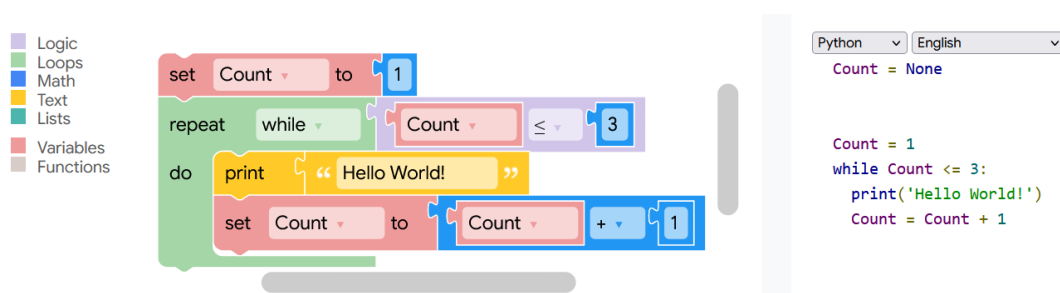 Logic
Loops
Math
Text
Lists
Variables
Functions
set Count to 1
repeat while Count ≤ 3
do print “ Hello World! ”
set Count to Count + 1
Python English
Count = None
Count = 1
while Count <= 3:
  print('Hello World!')
  Count = Count + 1